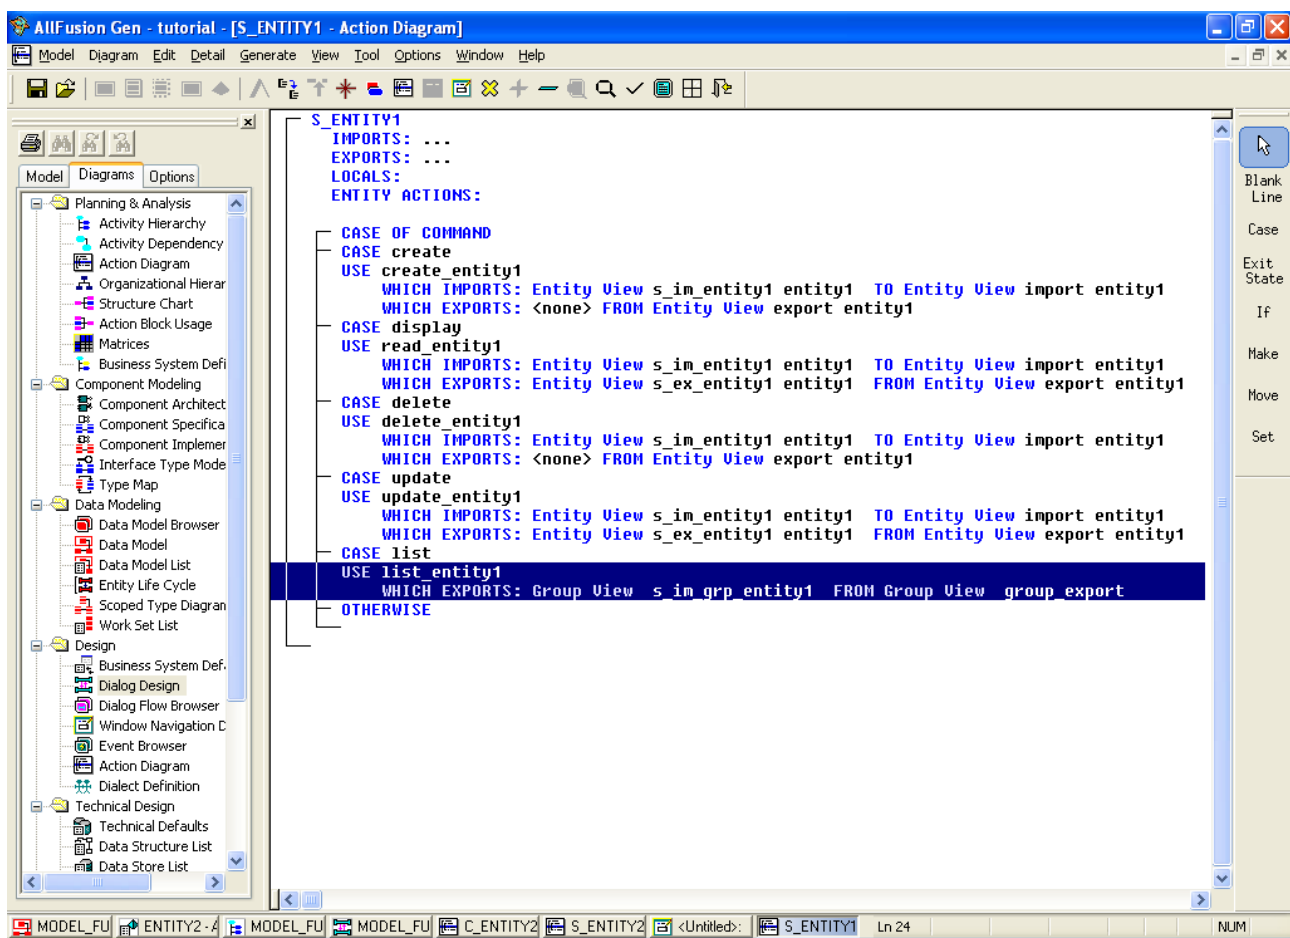 AllFusion Gen - tutorial - [S_ENTITY1 - Action Diagram]
Model Diagram Edit Detail Generate View Tool Options Window Help
Model Diagrams Options
Planning & Analysis
Activity Hierarchy
Activity Dependency
Action Diagram
Organizational Hierar
Structure Chart
Action Block Usage
Matrices
Business System Defi
Component Modeling
Component Architect
Component Specifica
Component Implemer
Interface Type Mode
Type Map
Data Modeling
Data Model Browser
Data Model
Data Model List
Entity Life Cycle
Scoped Type Diagran
Work Set List
Design
Business System Def
Dialog Design
Dialog Flow Browser
Window Navigation D
Event Browser
Action Diagram
Dialect Definition
Technical Design
Technical Defaults
Data Structure List
Data Store List
S_ENTITY1
IMPORTS: ...
EXPORTS: ...
LOCALS:
ENTITY ACTIONS:
CASE OF COMMAND
CASE create
USE create_entity1
WHICH IMPORTS: Entity View s_im_entity1 entity1 TO Entity View import entity1
WHICH EXPORTS: <none> FROM Entity View export entity1
CASE display
USE read_entity1
WHICH IMPORTS: Entity View s_im_entity1 entity1 TO Entity View import entity1
WHICH EXPORTS: Entity View s_ex_entity1 entity1 FROM Entity View export entity1
CASE delete
USE delete_entity1
WHICH IMPORTS: Entity View s_im_entity1 entity1 TO Entity View import entity1
WHICH EXPORTS: <none> FROM Entity View export entity1
CASE update
USE update_entity1
WHICH IMPORTS: Entity View s_im_entity1 entity1 TO Entity View import entity1
WHICH EXPORTS: Entity View s_ex_entity1 entity1 FROM Entity View export entity1
CASE list
USE list_entity1
WHICH EXPORTS: Group View s_im_grp_entity1 FROM Group View group_export
OTHERWISE
Blank
Line
Case
Exit
State
If
Make
Move
Set
MODEL_FU ENTITY2 - A MODEL_FU MODEL_FU C_ENTITY2 S_ENTITY2 <Untitled>: S_ENTITY1 Ln 24 NUM